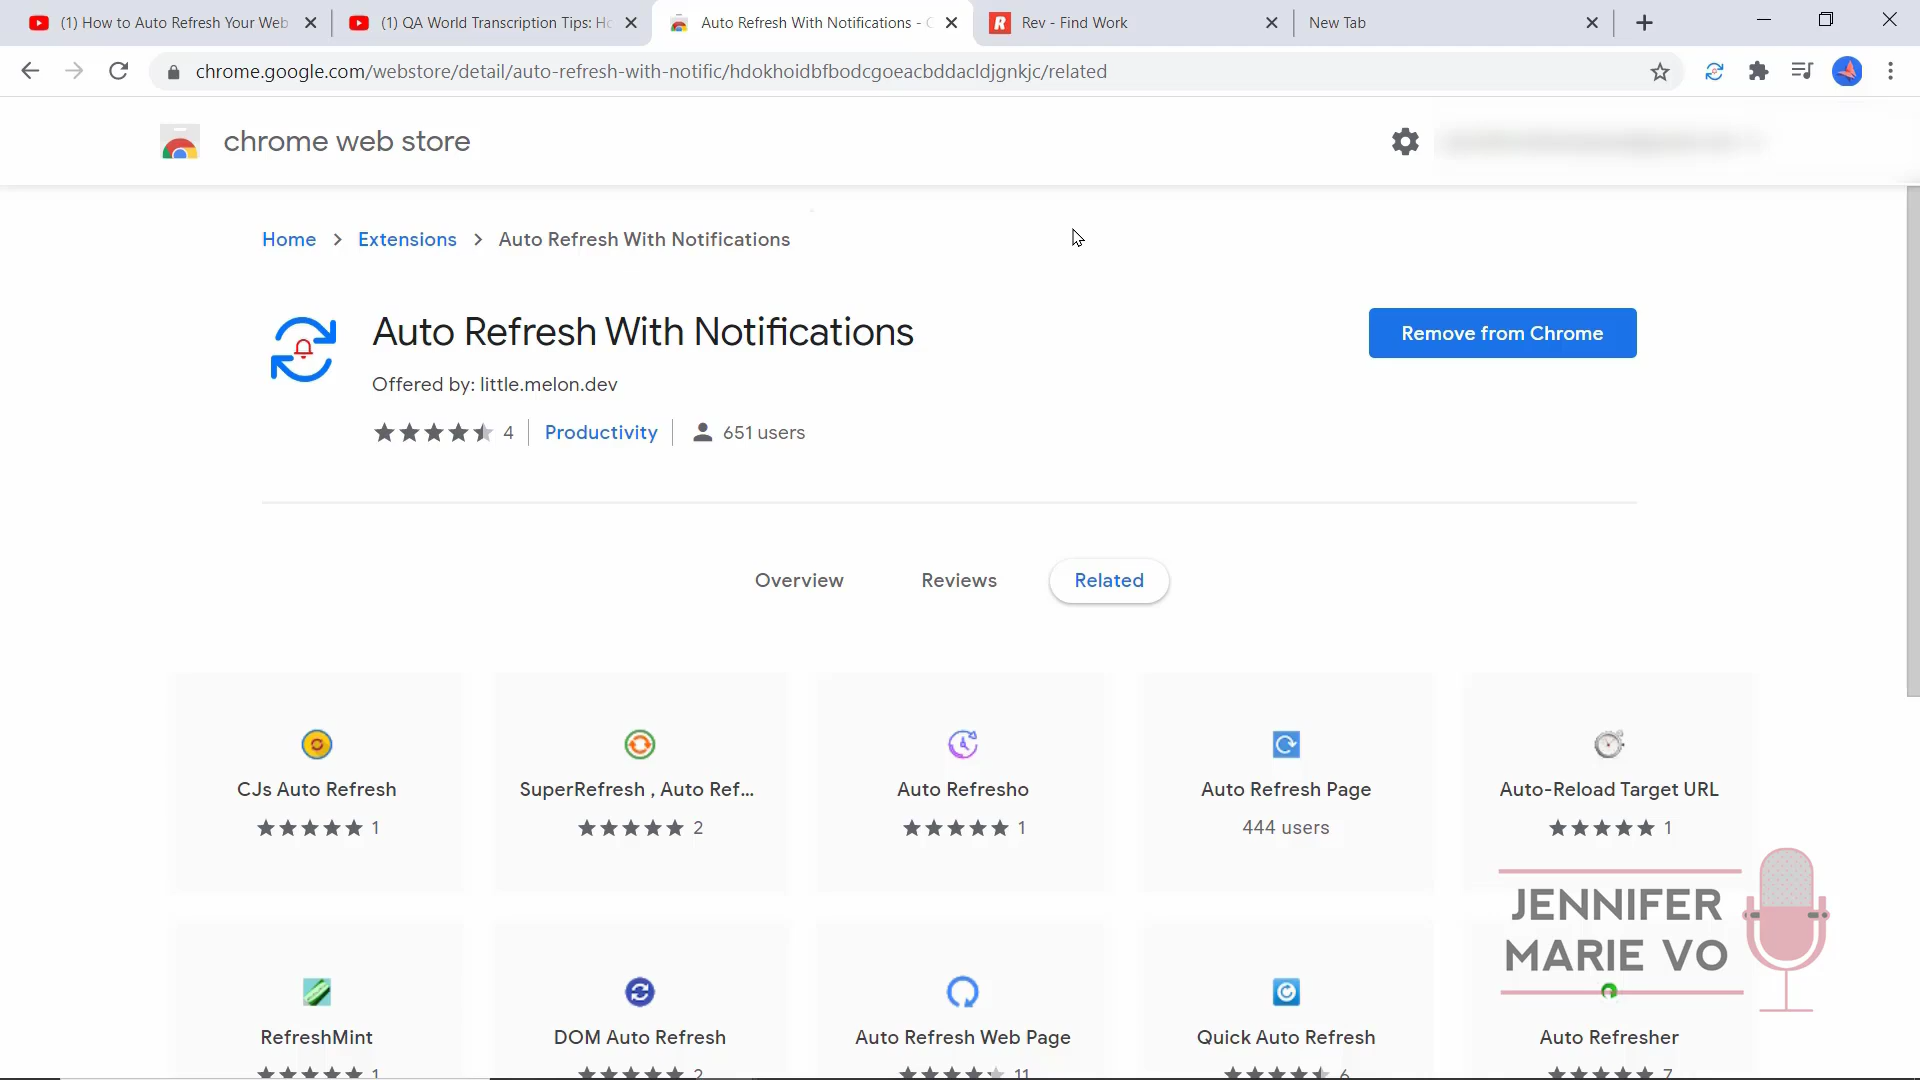 (1) How to Auto Refresh Your Web
(1) QA World Transcription Tips: Ho
Auto Refresh With Notifications -
Rev - Find Work
New Tab
chrome.google.com/webstore/detail/auto-refresh-with-notific/hdokhoidbfbodcgoeacbddacldjgnkjc/related
chrome web store
Home
Extensions
Auto Refresh With Notifications
Auto Refresh With Notifications
Remove from Chrome
Offered by: little.melon.dev
4
Productivity
651 users
Overview
Reviews
Related
CJs Auto Refresh
1
SuperRefresh , Auto Ref...
2
Auto Refresho
1
Auto Refresh Page
444 users
Auto-Reload Target URL
1
RefreshMint
1
DOM Auto Refresh
2
Auto Refresh Web Page
11
Quick Auto Refresh
6
Auto Refresher
7
JENNIFER
MARIE VO